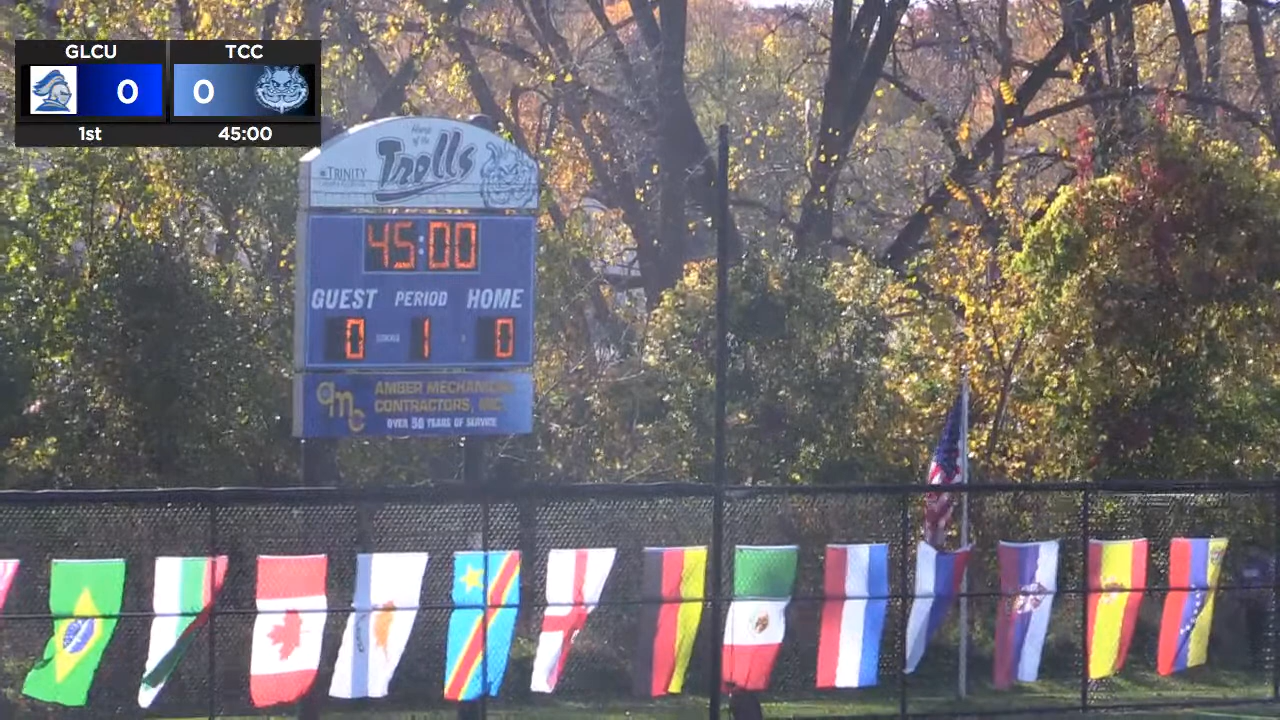 GLCU TCC
0 0
1st 45:00
Home
of the
Trolls
TRINITY
45:00
GUEST PERIOD HOME
0 1 0
amc
AMBER MECHANICAL
CONTRACTORS, INC.
OVER 50 YEARS OF SERVICE